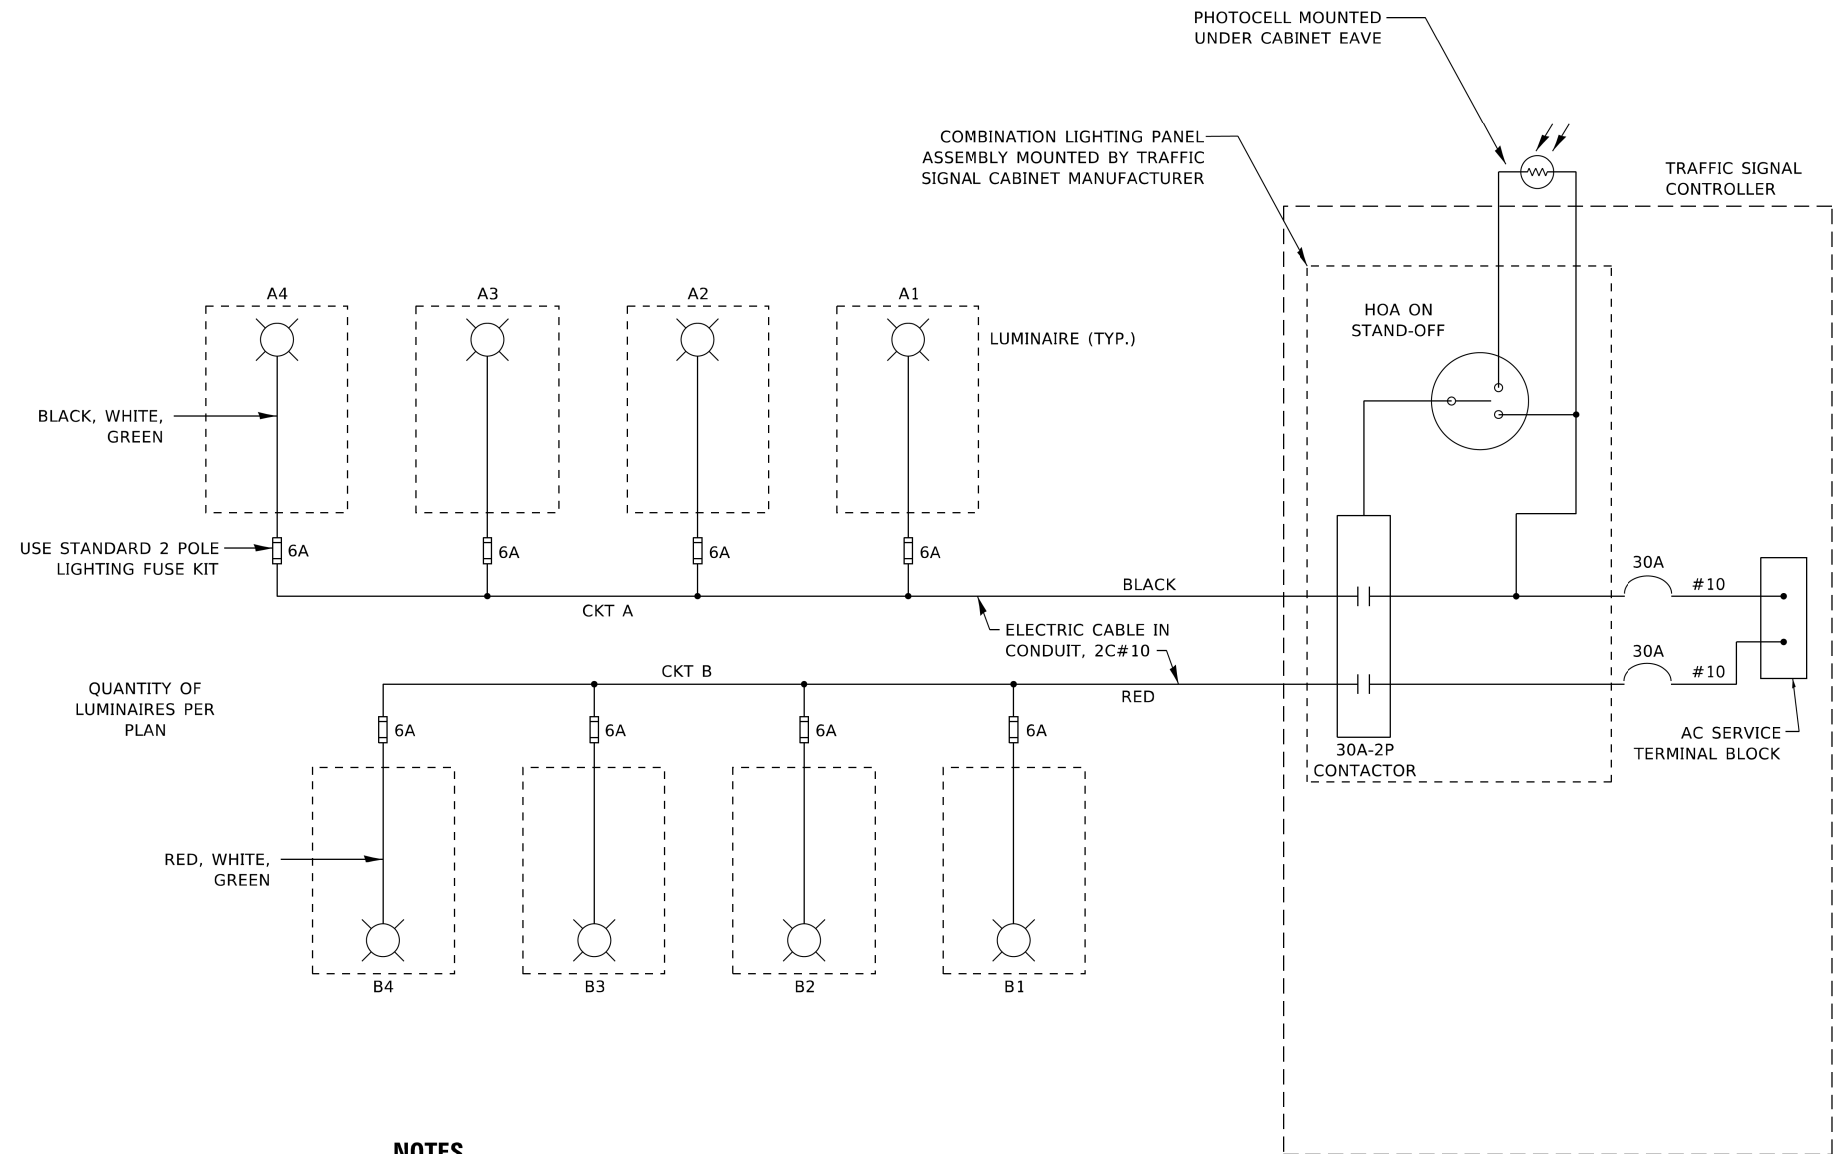 PHOTOCELL MOUNTED
UNDER CABINET EAVE
COMBINATION LIGHTING PANEL
ASSEMBLY MOUNTED BY TRAFFIC
SIGNAL CABINET MANUFACTURER
TRAFFIC SIGNAL
CONTROLLER
A4
A3
A2
A1
HOA ON
STAND-OFF
LUMINAIRE (TYP.)
BLACK, WHITE,
GREEN
USE STANDARD 2 POLE
LIGHTING FUSE KIT
6A
6A
6A
6A
30A
#10
BLACK
CKT A
ELECTRIC CABLE IN
CONDUIT, 2C#10
30A
#10
CKT B
RED
QUANTITY OF
LUMINAIRES PER
PLAN
6A
6A
6A
6A
AC SERVICE
TERMINAL BLOCK
30A-2P
CONTACTOR
RED, WHITE,
GREEN
B4
B3
B2
B1
NOTES